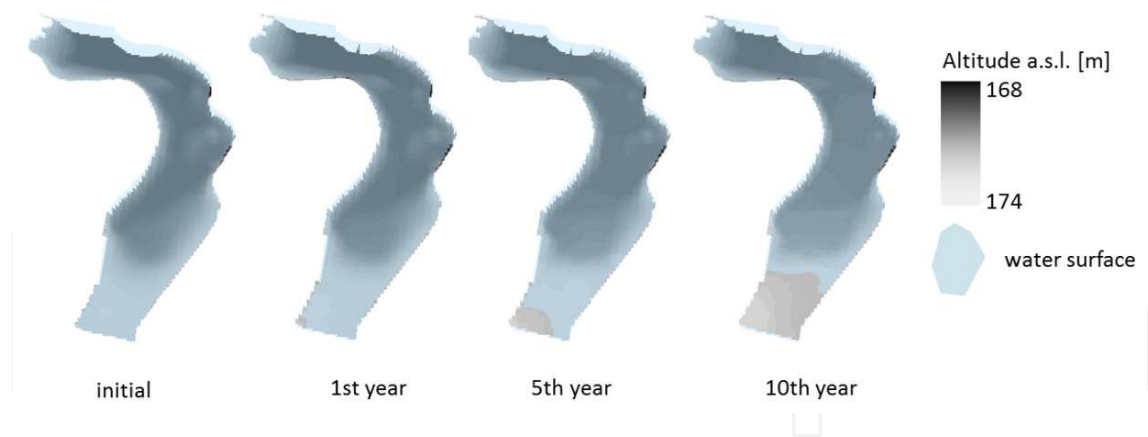 Altitude a.s.l. [m]
168
174
water surface
initial
1st year
5th year
10th year